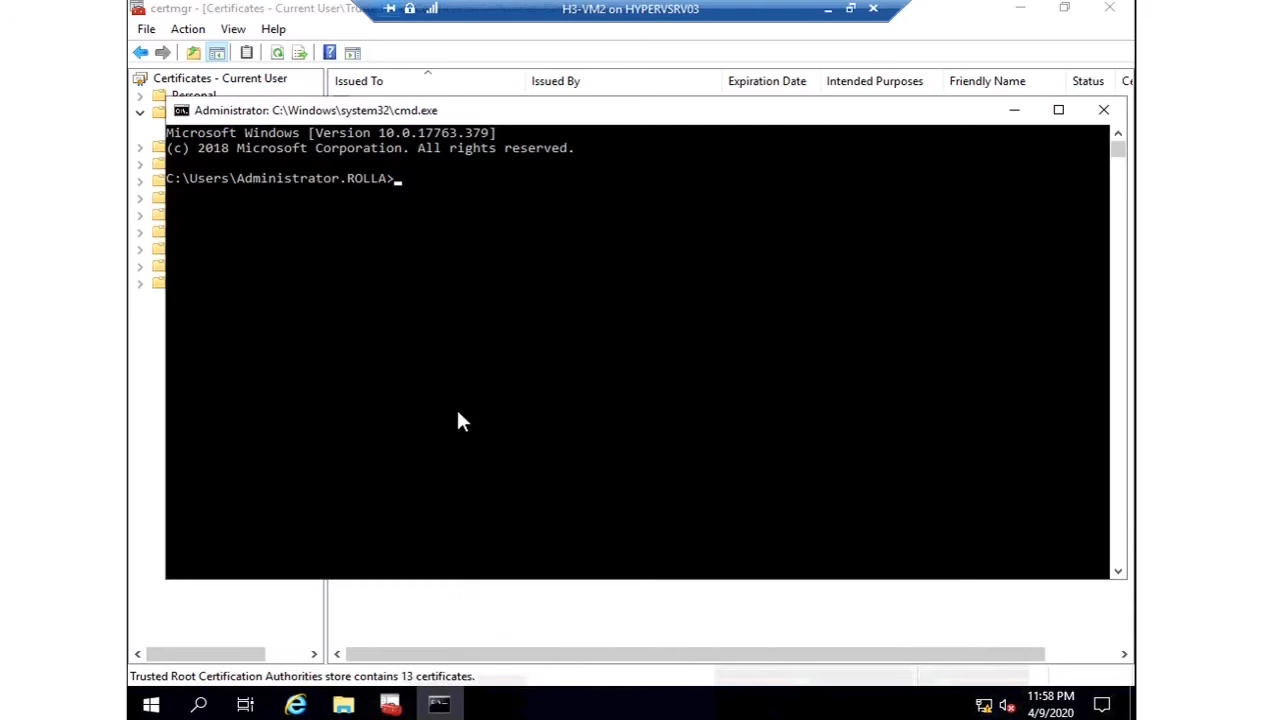 certmgr - [Certificates - Current User\Tru
H3-VM2 on HYPERVSRV03
File Action View Help
Certificates - Current User
Issued To Issued By Expiration Date Intended Purposes Friendly Name Status Ce
Personal
Administrator: C:\Windows\system32\cmd.exe
Microsoft Windows [Version 10.0.17763.379]
(c) 2018 Microsoft Corporation. All rights reserved.
C:\Users\Administrator.ROLLA>
Trusted Root Certification Authorities store contains 13 certificates.
11:58 PM
4/9/2020